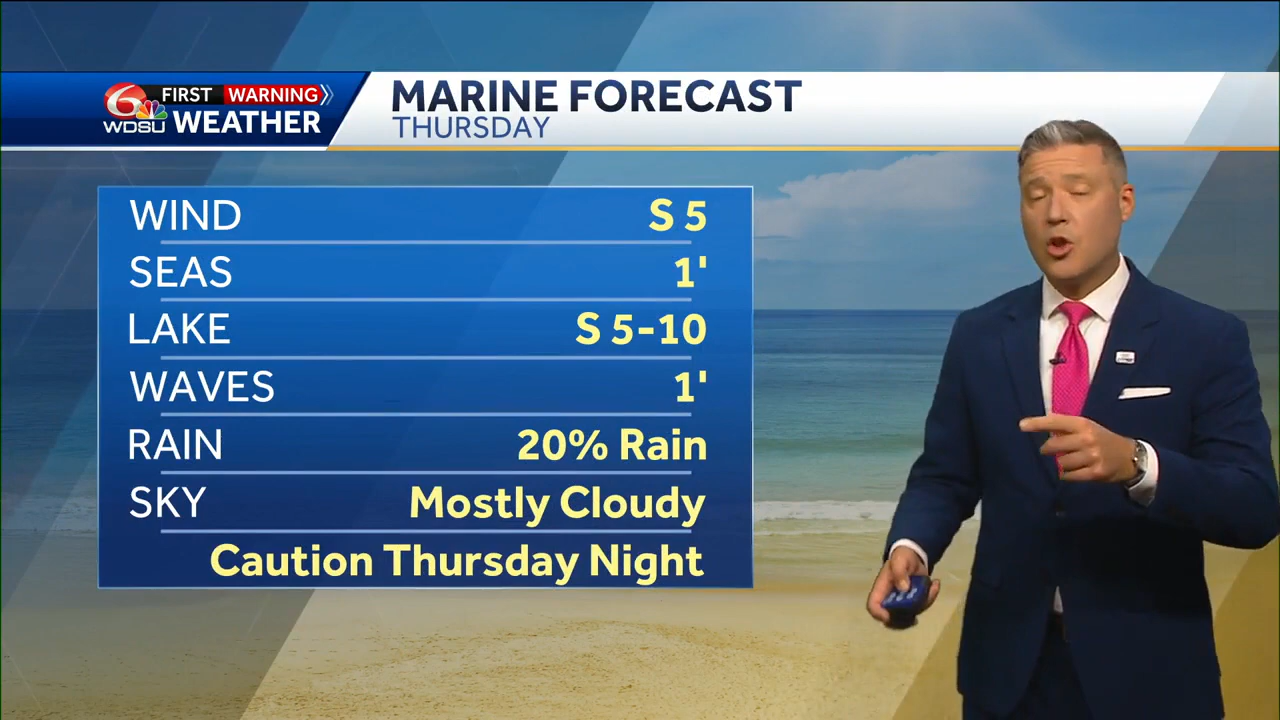 6
WDSU
FIRST WARNING
WEATHER
MARINE FORECAST
THURSDAY
WIND S 5
SEAS 1'
LAKE S 5-10
WAVES 1'
RAIN 20% Rain
SKY Mostly Cloudy
Caution Thursday Night